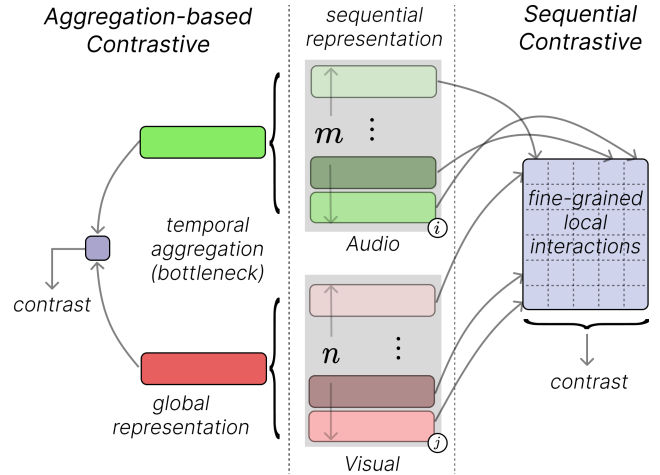 Aggregation-based
Contrastive
sequential
representation
Sequential
Contrastive
m
⋮
i
Audio
temporal
aggregation
(bottleneck)
contrast
fine-grained
local
interactions
n
⋮
j
Visual
global
representation
contrast